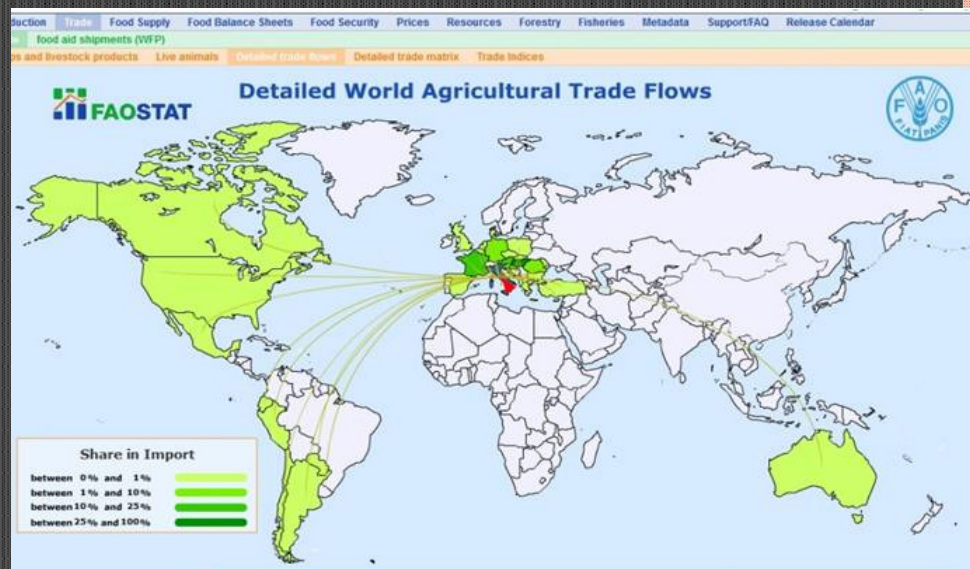 duction Trade Food Supply Food Balance Sheets Food Security Prices Resources Forestry Fisheries Metadata Support/FAQ Release Calendar
food aid shipments (WFP)
ps and livestock products Live animals Detailed trade flows Detailed trade matrix Trade Indices
Detailed World Agricultural Trade Flows
FAOSTAT
F A O
FIAT PANIS
Share in Import
between 0% and 1%
between 1% and 10%
between 10% and 25%
between 25% and 100%